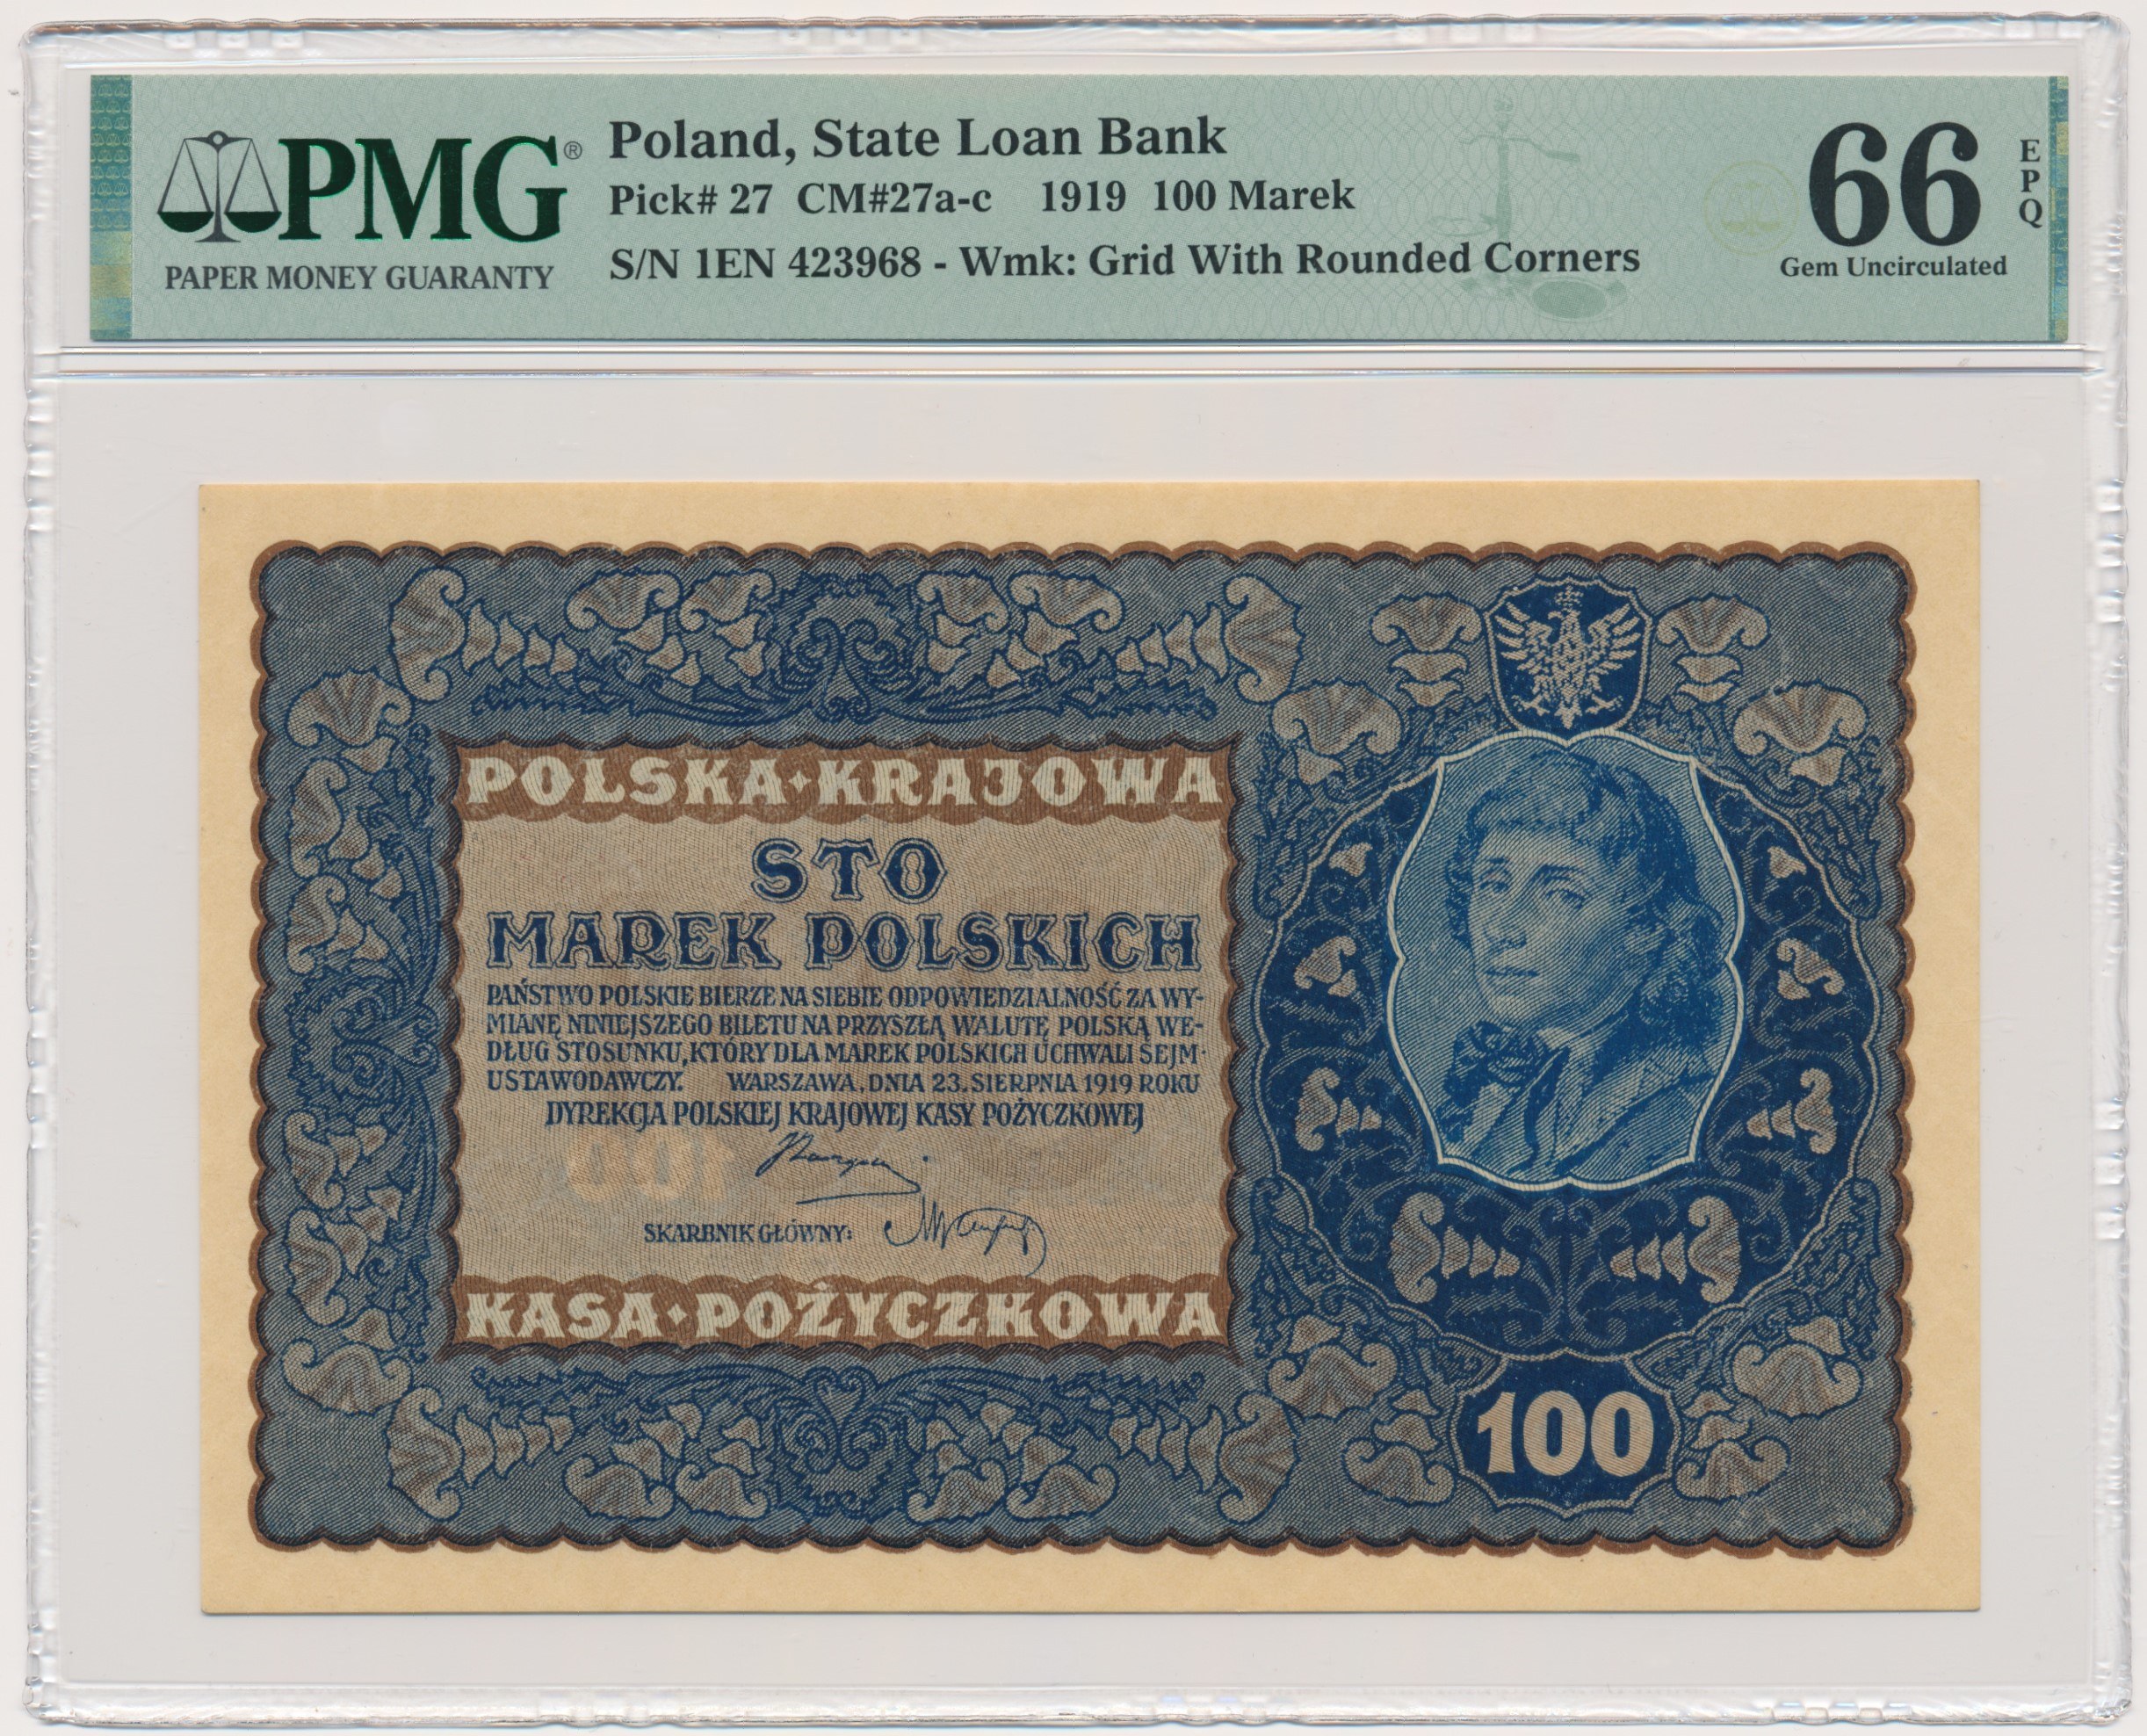 PMG®
PAPER MONEY GUARANTY
Poland, State Loan Bank
Pick# 27 CM#27a-c 1919 100 Marek
S/N 1EN 423968 - Wmk: Grid With Rounded Corners
66
EPQ
Gem Uncirculated
POLSKA·KRAJOWA
STO
MAREK POLSKICH
PAŃSTWO POLSKIE BIERZE NA SIEBIE ODPOWIEDZIALNOŚĆ ZA WY-
MIANĘ NINIEJSZEGO BILETU NA PRZYSZŁĄ WALUTĘ POLSKĄ WE-
DŁUG STOSUNKU, KTÓRY DLA MAREK POLSKICH UCHWALI SEJM
USTAWODAWCZY. WARSZAWA, DNIA 23. SIERPNIA 1919 ROKU
DYREKCJA POLSKIEJ KRAJOWEJ KASY POŻYCZKOWEJ
SKARBNIK GŁÓWNY:
KASA·POŻYCZKOWA
100